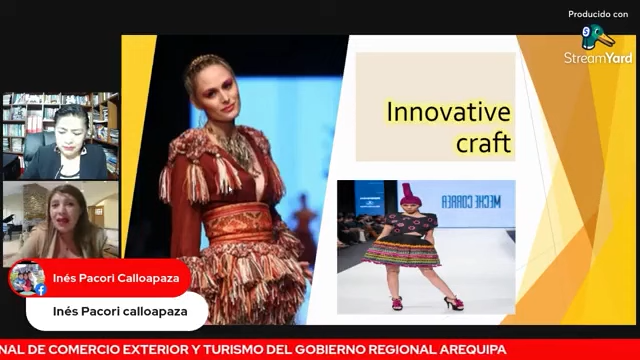 Producido con
StreamYard
Innovative
craft
MECHE CORREA
Inés Pacori Calloapaza
Inés Pacori calloapaza
NAL DE COMERCIO EXTERIOR Y TURISMO DEL GOBIERNO REGIONAL AREQUIPA